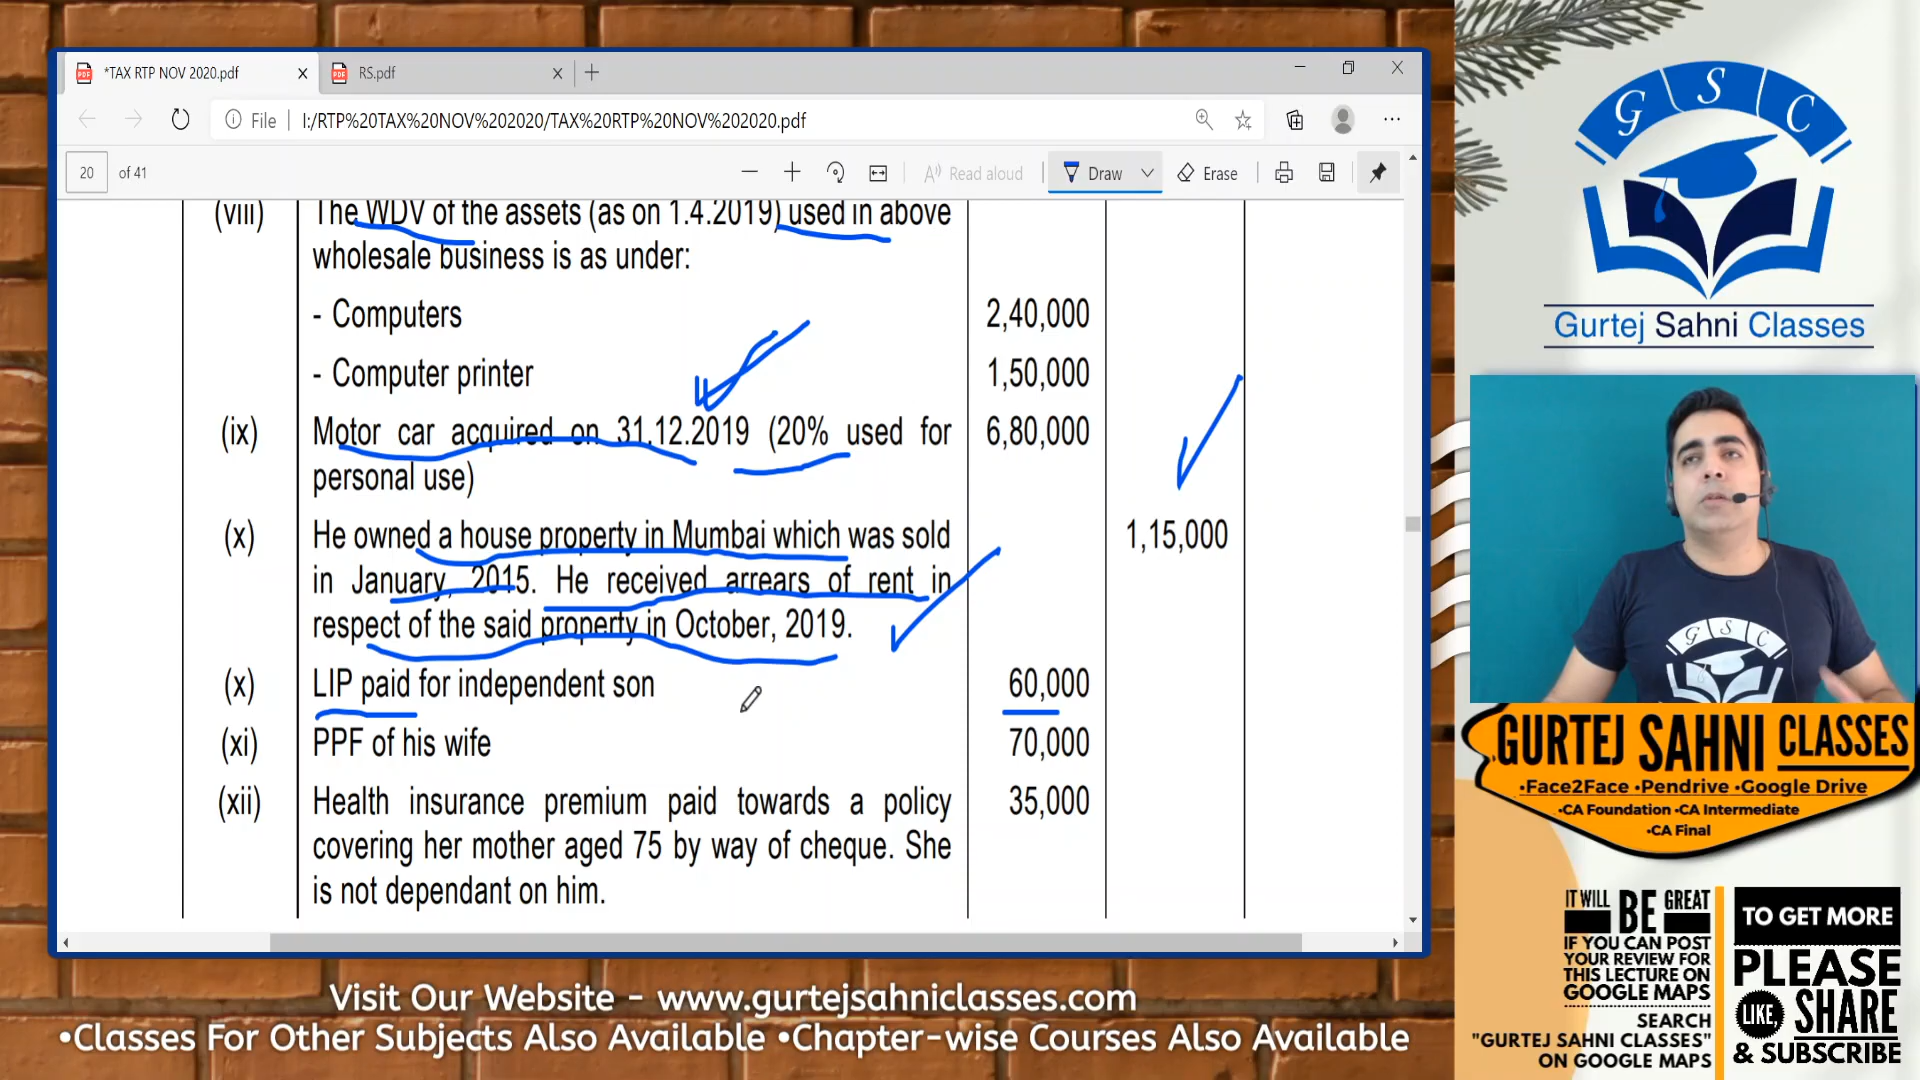 *TAX RTP NOV 2020.pdf
RS.pdf
File
I:/RTP%20TAX%20NOV%202020/TAX%20RTP%20NOV%202020.pdf
20 of 41
Read aloud
Draw
Erase
(viii) The WDV of the assets (as on 1.4.2019) used in above
wholesale business is as under:
- Computers 2,40,000
- Computer printer 1,50,000
(ix) Motor car acquired on 31.12.2019 (20% used for 6,80,000
personal use)
(x) He owned a house property in Mumbai which was sold 1,15,000
in January, 2015. He received arrears of rent in
respect of the said property in October, 2019.
(x) LIP paid for independent son 60,000
(xi) PPF of his wife 70,000
(xii) Health insurance premium paid towards a policy 35,000
covering her mother aged 75 by way of cheque. She
is not dependant on him.
G S C
Gurtej Sahni Classes
G S C
GURTEJ SAHNI CLASSES
•Face2Face •Pendrive •Google Drive
•CA Foundation •CA Intermediate
•CA Final
IT WILL
BE
GREAT
IF YOU CAN POST
YOUR REVIEW FOR
THIS LECTURE ON
GOOGLE MAPS
SEARCH
"GURTEJ SAHNI CLASSES"
ON GOOGLE MAPS
TO GET MORE
PLEASE
LIKE, SHARE
& SUBSCRIBE
Visit Our Website - www.gurtejsahniclasses.com
•Classes For Other Subjects Also Available •Chapter-wise Courses Also Available